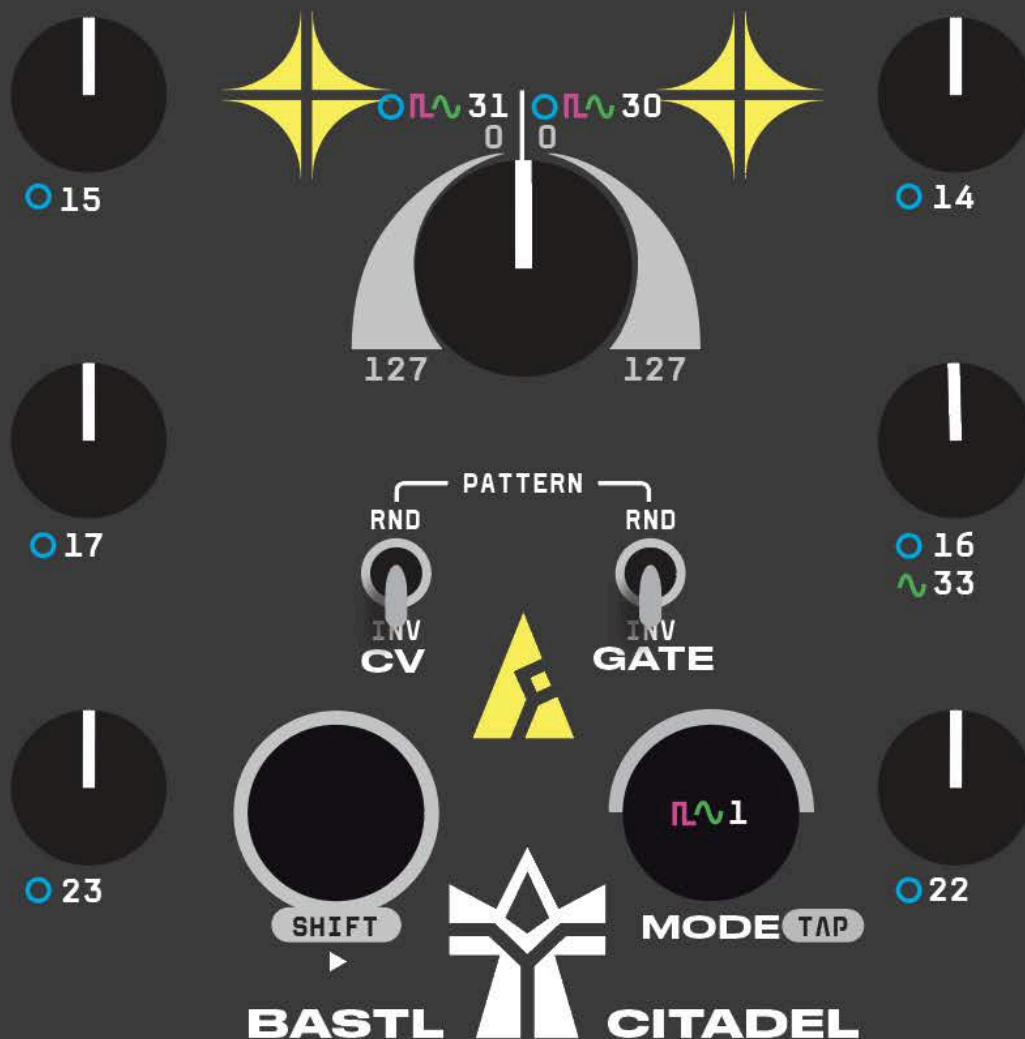 31 30
0 0
15
14
127 127
PATTERN
RND RND
17
16
33
INV INV
CV GATE
1
23
22
SHIFT
MODE TAP
BASTL CITADEL